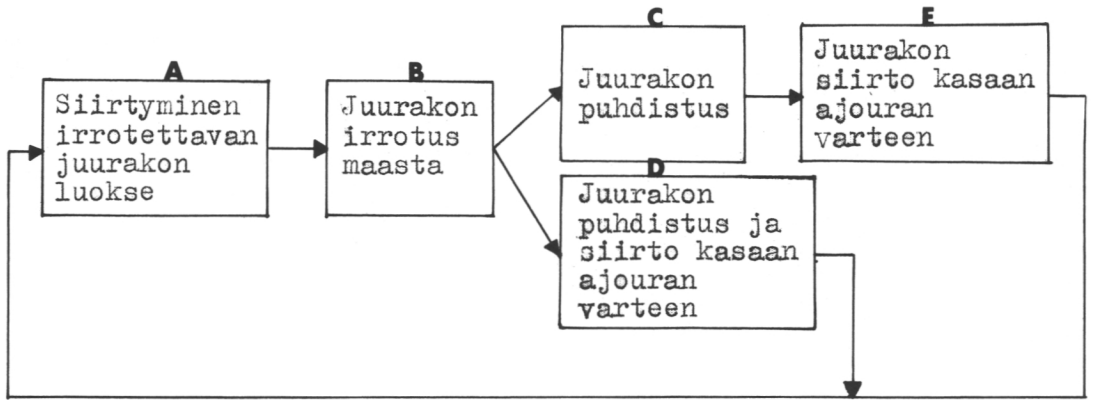 A
Siirtyminen
irrotettavan
juurakon
luokse
B
Juurakon
irrotus
maasta
C
Juurakon
puhdistus
D
Juurakon
puhdistus ja
siirto kasaan
ajouran
varteen
E
Juurakon
siirto kasaan
ajouran
varteen